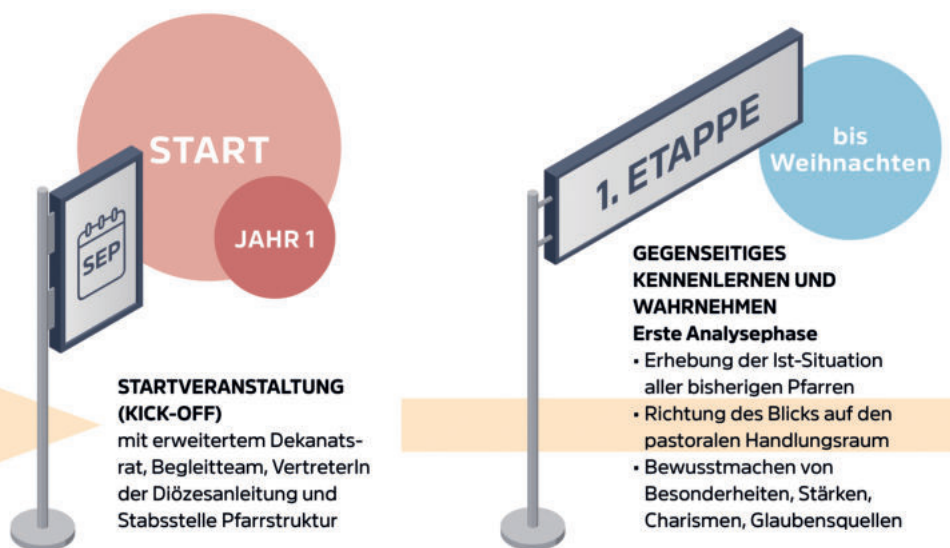 START
JAHR 1
SEP
STARTVERANSTALTUNG
(KICK-OFF)
mit erweitertem Dekanats-
rat, Begleitteam, VertreterIn
der Diözesanleitung und
Stabsstelle Pfarrstruktur
1. ETAPPE
bis
Weihnachten
GEGENSEITIGES
KENNENLERNEN UND
WAHRNEHMEN
Erste Analysephase
• Erhebung der Ist-Situation
aller bisherigen Pfarren
• Richtung des Blicks auf den
pastoralen Handlungsraum
• Bewusstmachen von
Besonderheiten, Stärken,
Charismen, Glaubensquellen